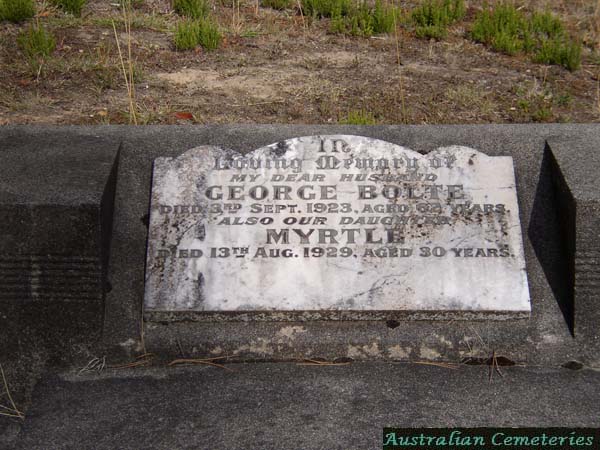 In
Loving Memory of
MY DEAR HUSBAND
GEORGE BOLTE
DIED 3RD SEPT. 1923, AGED 62 YEARS.
ALSO OUR DAUGHTER
MYRTLE
DIED 13TH AUG. 1929, AGED 30 YEARS.
Australian Cemeteries